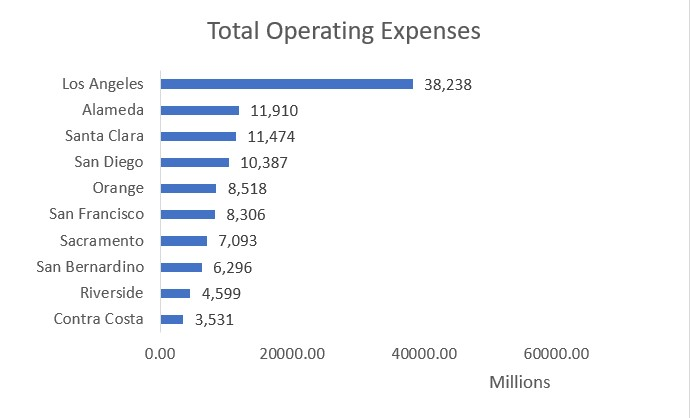 Total Operating Expenses
Los Angeles 38,238
Alameda 11,910
Santa Clara 11,474
San Diego 10,387
Orange 8,518
San Francisco 8,306
Sacramento 7,093
San Bernardino 6,296
Riverside 4,599
Contra Costa 3,531
0.00 20000.00 40000.00 60000.00
Millions